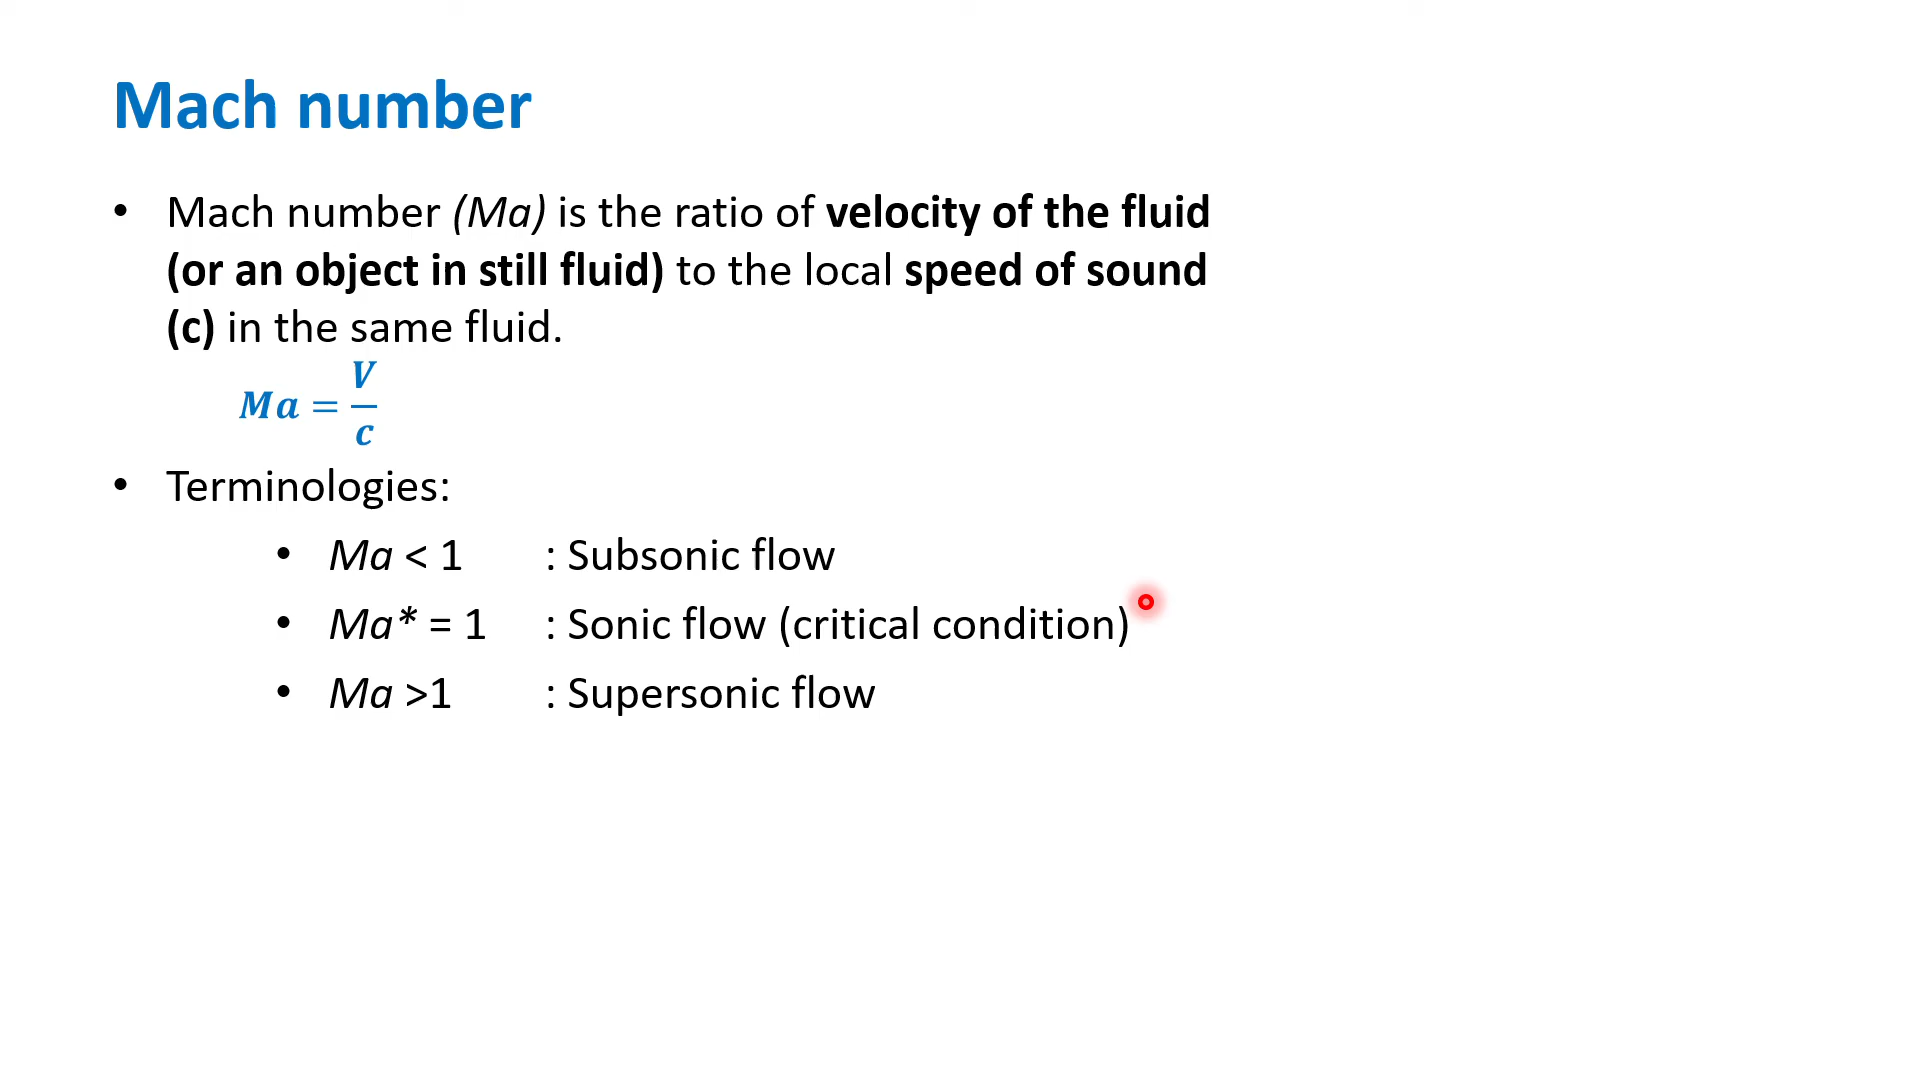 Mach number
• Mach number (Ma) is the ratio of velocity of the fluid
(or an object in still fluid) to the local speed of sound
(c) in the same fluid.
Ma = V/c
• Terminologies:
• Ma < 1 : Subsonic flow
• Ma* = 1 : Sonic flow (critical condition)
• Ma >1 : Supersonic flow